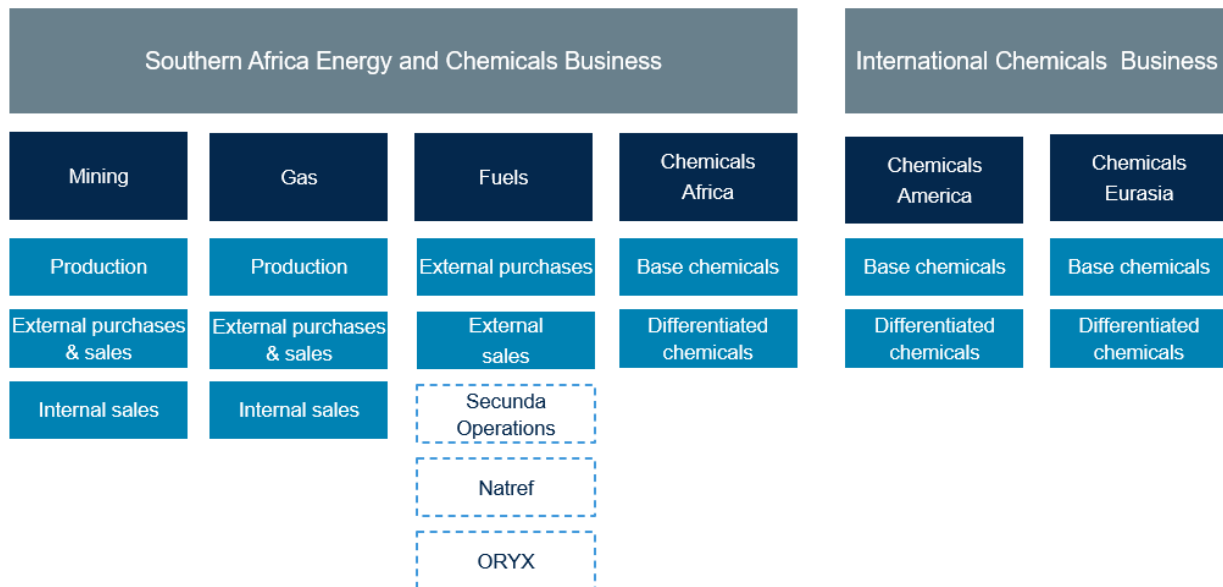 Southern Africa Energy and Chemicals Business
International Chemicals Business
Mining
Gas
Fuels
Chemicals
Africa
Chemicals
America
Chemicals
Eurasia
Production
Production
External purchases
Base chemicals
Base chemicals
Base chemicals
External purchases
& sales
External purchases
& sales
External
sales
Differentiated
chemicals
Differentiated
chemicals
Differentiated
chemicals
Internal sales
Internal sales
Secunda
Operations
Natref
ORYX